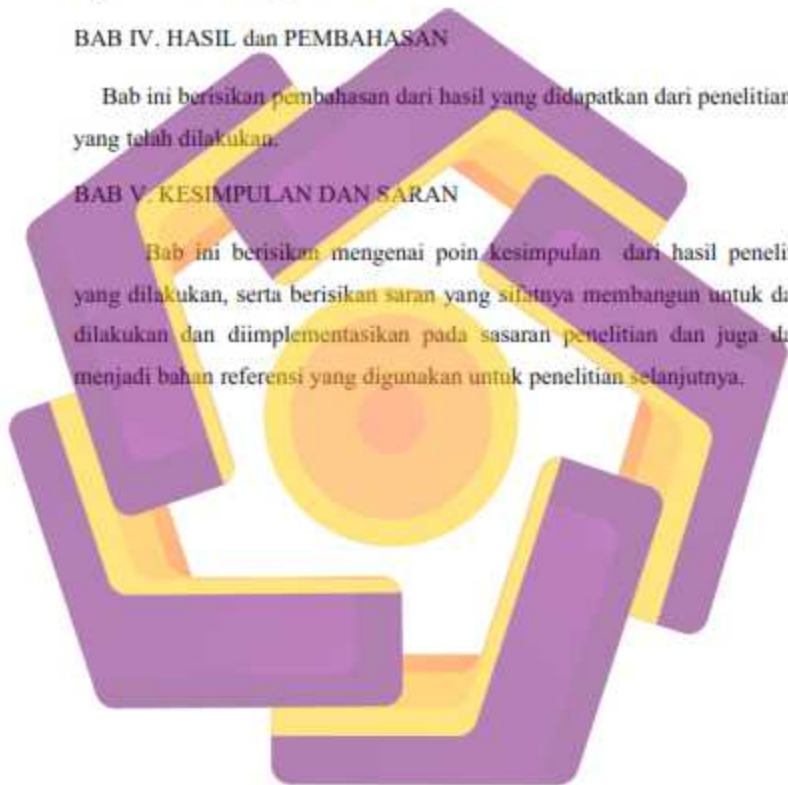 BAB IV. HASIL dan PEMBAHASAN
Bab ini berisikan pembahasan dari hasil yang didapatkan dari penelitian
yang telah dilakukan.
BAB V. KESIMPULAN DAN SARAN
Bab ini berisikan mengenai poin kesimpulan dari hasil penelit
yang dilakukan, serta berisikan saran yang sifatnya membangun untuk da
dilakukan dan diimplementasikan pada sasaran penelitian dan juga da
menjadi bahan referensi yang digunakan untuk penelitian selanjutnya.